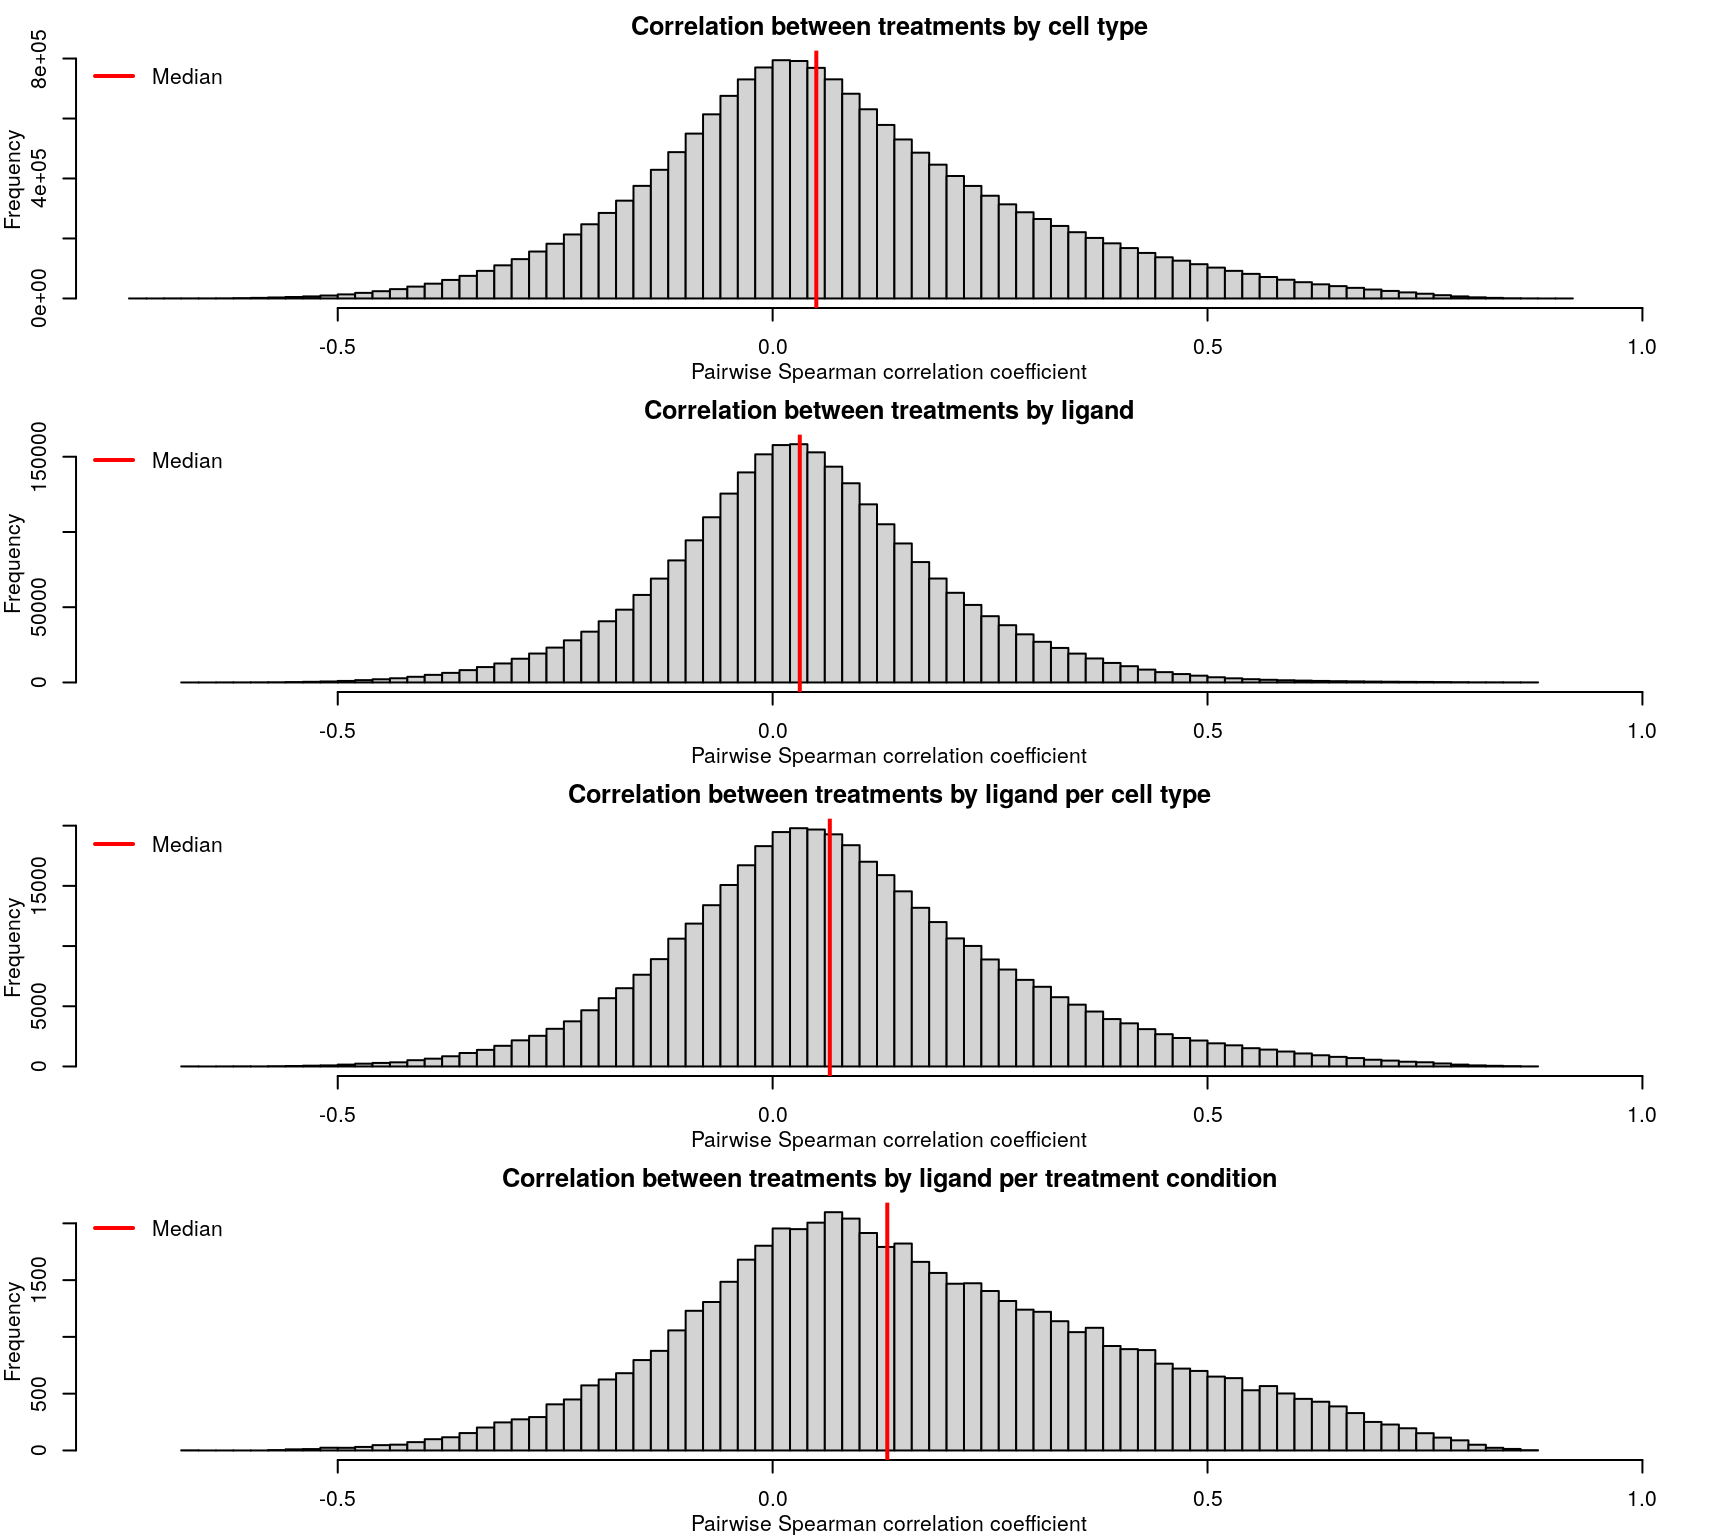 Correlation between treatments by cell type
Median
Frequency
0e+00 4e+05 8e+05
-0.5 0.0 0.5 1.0
Pairwise Spearman correlation coefficient
Correlation between treatments by ligand
Median
Frequency
0 50000 150000
-0.5 0.0 0.5 1.0
Pairwise Spearman correlation coefficient
Correlation between treatments by ligand per cell type
Median
Frequency
0 5000 15000
-0.5 0.0 0.5 1.0
Pairwise Spearman correlation coefficient
Correlation between treatments by ligand per treatment condition
Median
Frequency
0 500 1500
-0.5 0.0 0.5 1.0
Pairwise Spearman correlation coefficient